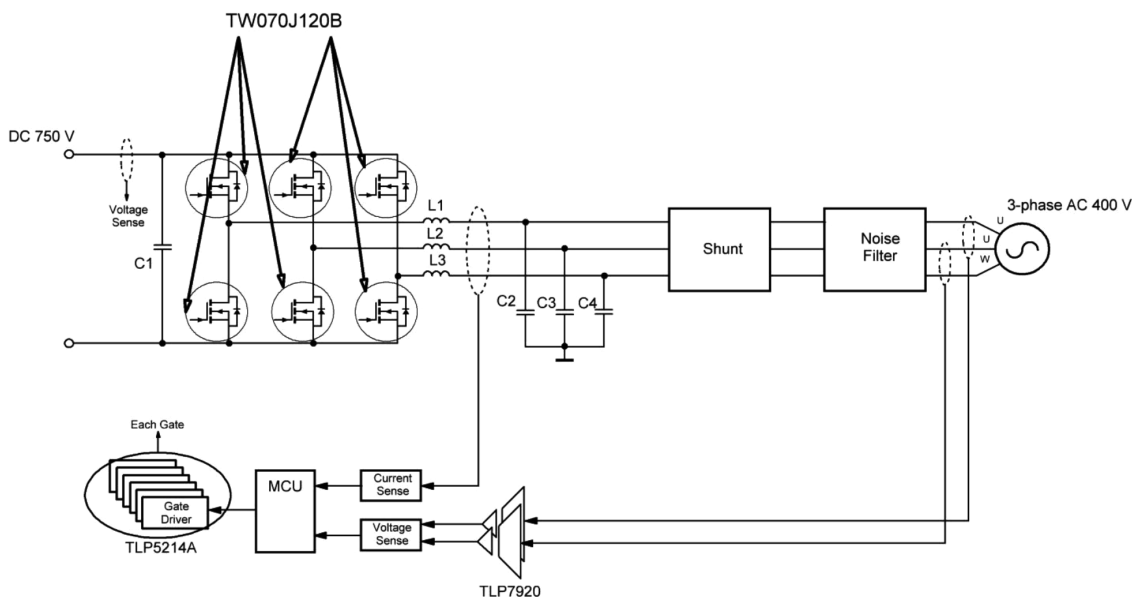 TW070J120B
DC 750 V
Voltage
Sense
C1
L1
L2
L3
C2
C3
C4
Shunt
Noise
Filter
3-phase AC 400 V
U
U
W
Each Gate
Gate
Driver
TLP5214A
MCU
Current
Sense
Voltage
Sense
TLP7920